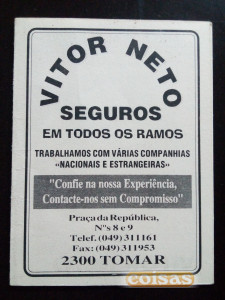 VITOR NETO
SEGUROS
EM TODOS OS RAMOS
TRABALHAMOS COM VÁRIAS COMPANHIAS
«NACIONAIS E ESTRANGEIRAS»
"Confie na nossa Experiência,
Contacte-nos sem Compromisso"
Praça da República,
Nºs 8 e 9
Telef. (049) 311161
Fax: (049) 311953
2300 TOMAR
coisas